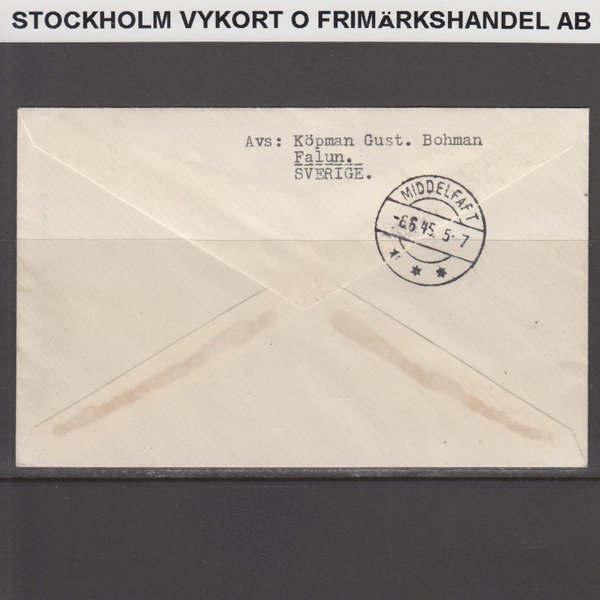 STOCKHOLM VYKORT O FRIMÄRKSHANDEL AB
Avs: Köpman Gust. Bohman
Falun.
SVERIGE.
MIDDELFART
-6.6.45. 5-7